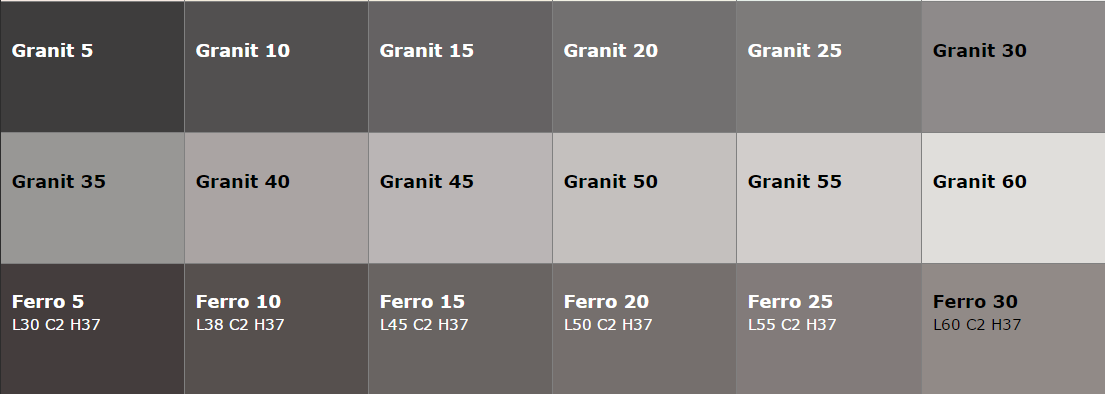 Granit 5
Granit 10
Granit 15
Granit 20
Granit 25
Granit 30
Granit 35
Granit 40
Granit 45
Granit 50
Granit 55
Granit 60
Ferro 5
L30 C2 H37
Ferro 10
L38 C2 H37
Ferro 15
L45 C2 H37
Ferro 20
L50 C2 H37
Ferro 25
L55 C2 H37
Ferro 30
L60 C2 H37